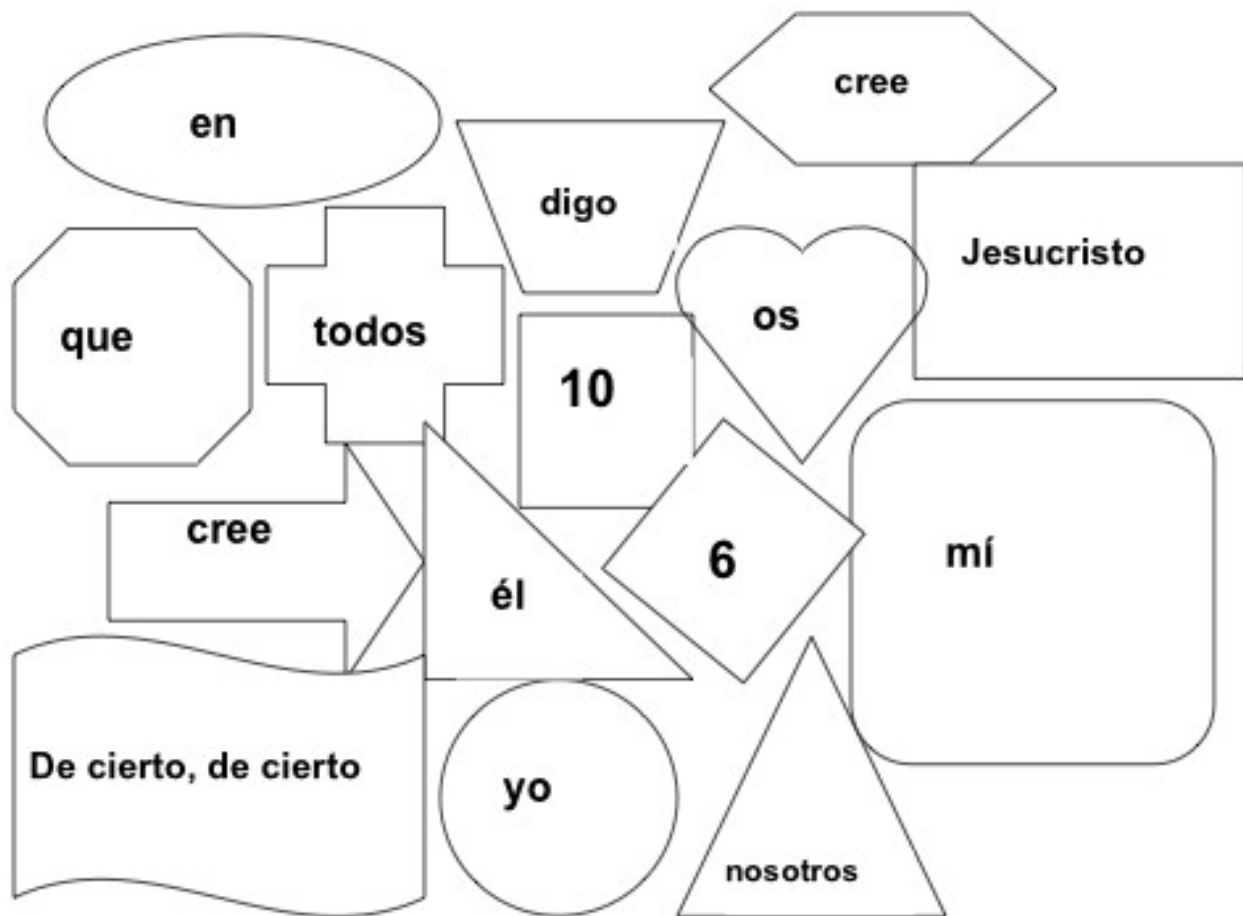 en
cree
digo
Jesucristo
que
todos
os
10
cree
él
6
mí
De cierto, de cierto
yo
nosotros